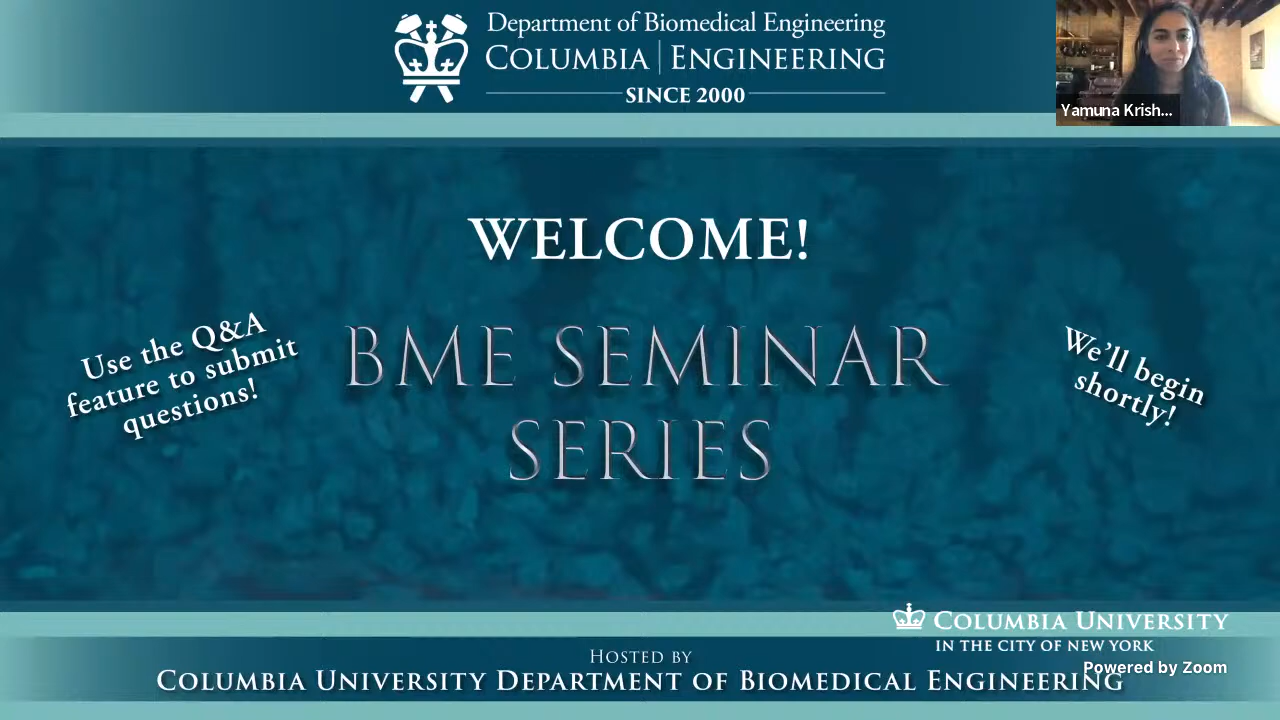 Department of Biomedical Engineering
COLUMBIA | ENGINEERING
SINCE 2000
Yamuna Krish...
WELCOME!
Use the Q&A
feature to submit
questions!
BME SEMINAR
SERIES
We'll begin
shortly!
COLUMBIA UNIVERSITY
IN THE CITY OF NEW YORK
HOSTED BY
Powered by Zoom
COLUMBIA UNIVERSITY DEPARTMENT OF BIOMEDICAL ENGINEERING